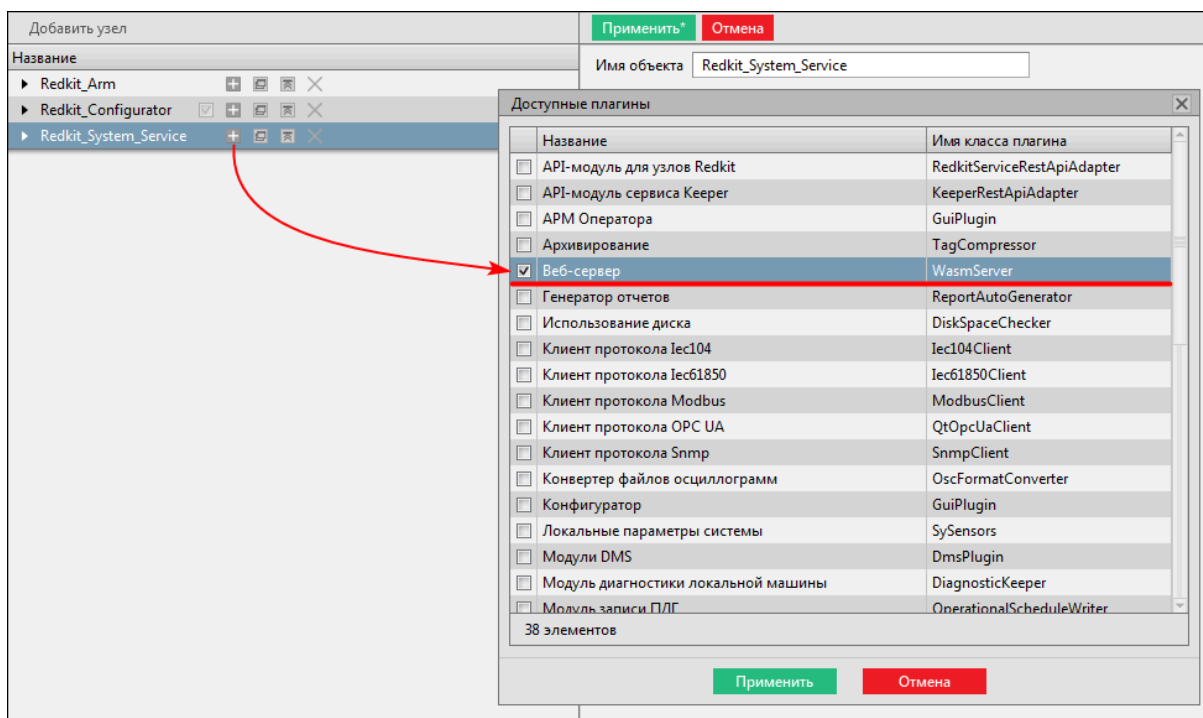 Добавить узел
Применить* Отмена
Название
Имя объекта Redkit_System_Service
Redkit_Arm
Redkit_Configurator
Redkit_System_Service
Доступные плагины
Название Имя класса плагина
API-модуль для узлов Redkit RedkitServiceRestApiAdapter
API-модуль сервиса Keeper KeeperRestApiAdapter
АРМ Оператора GuiPlugin
Архивирование TagCompressor
Веб-сервер WasmServer
Генератор отчетов ReportAutoGenerator
Использование диска DiskSpaceChecker
Клиент протокола Iec104 Iec104Client
Клиент протокола Iec61850 Iec61850Client
Клиент протокола Modbus ModbusClient
Клиент протокола OPC UA QtOpcUaClient
Клиент протокола Snmp SnmpClient
Конвертер файлов осциллограмм OscFormatConverter
Конфигуратор GuiPlugin
Локальные параметры системы SySensors
Модули DMS DmsPlugin
Модуль диагностики локальной машины DiagnosticKeeper
Модуль записи ПДГ OperationalScheduleWriter
38 элементов
Применить Отмена